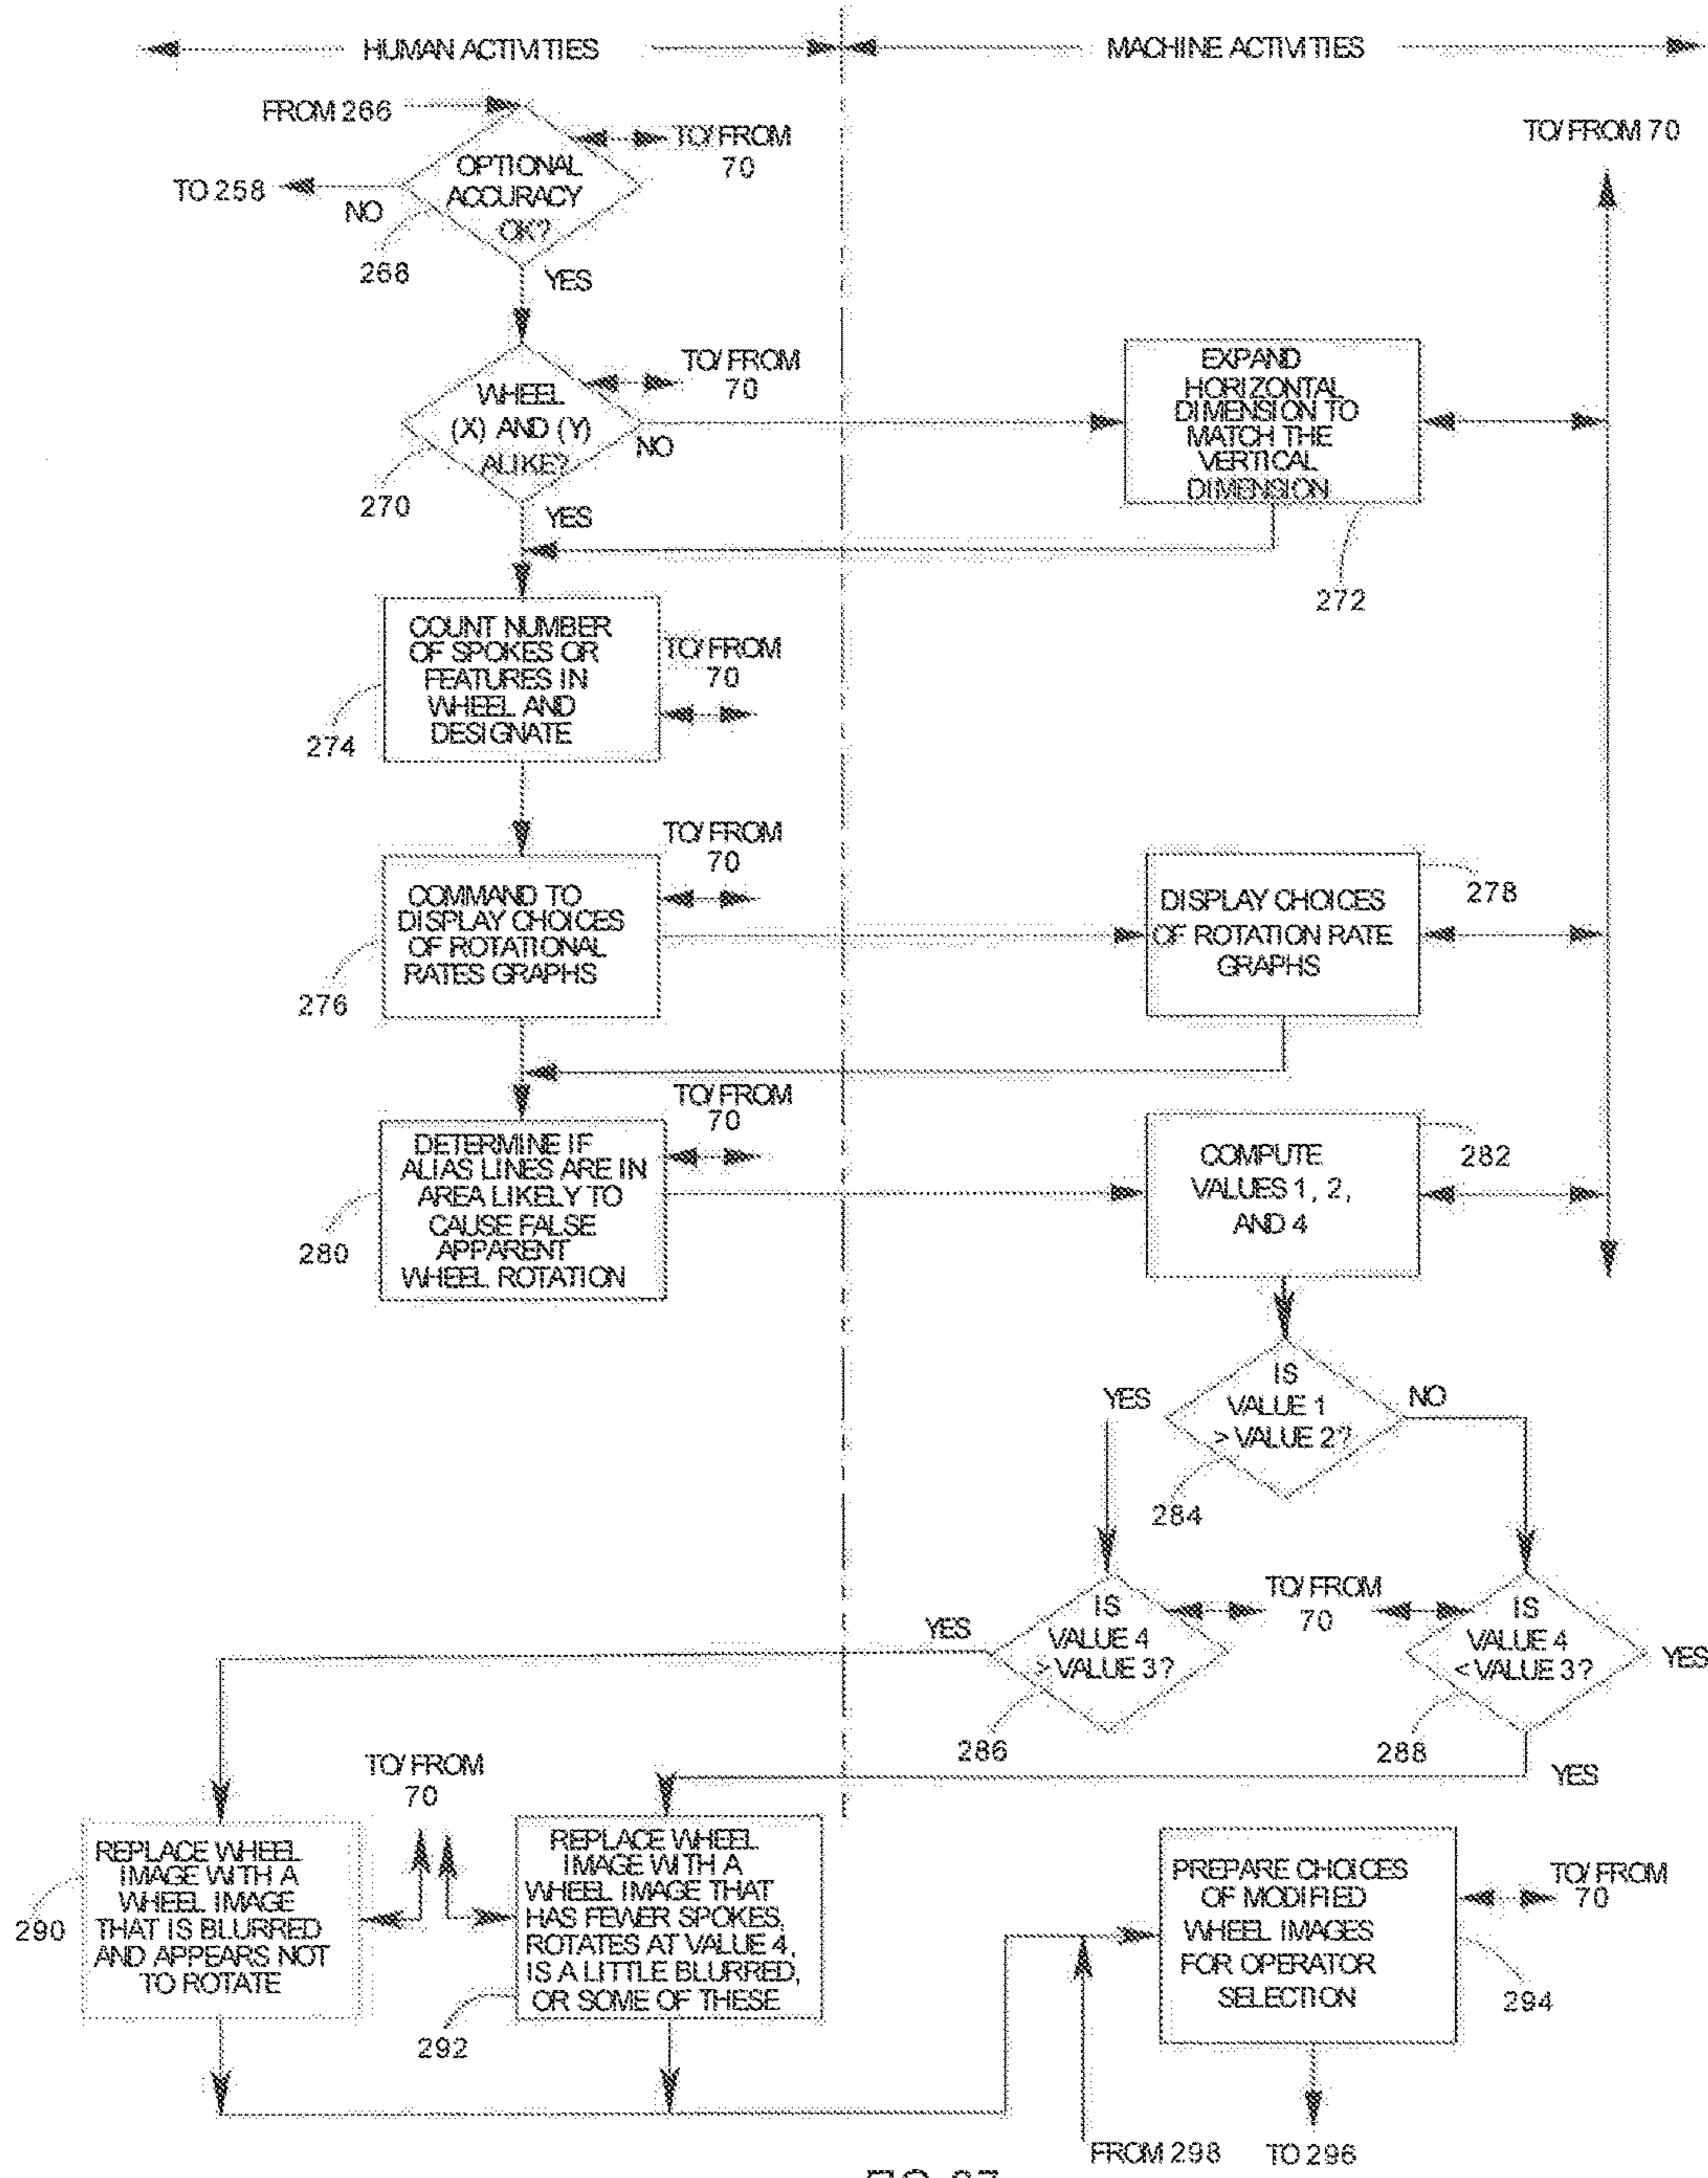 HUMAN ACTIVITIES
MACHINE ACTIVITIES
FROM 266
TO/FROM
70
TO/FROM 70
OPTIONAL
ACCURACY
OK?
TO 258
NO
268
YES
TO/FROM
70
WHEEL
(X) AND (Y)
ALIKE?
NO
270
YES
EXPAND
HORIZONTAL
DIMENSION TO
MATCH THE
VERTICAL
DIMENSION
272
COUNT NUMBER
OF SPOKES OR
FEATURES IN
WHEEL AND
DESIGNATE
TO/FROM
70
274
TO/FROM
70
COMMAND TO
DISPLAY CHOICES
OF ROTATIONAL
RATES GRAPHS
276
DISPLAY CHOICES
OF ROTATION RATE
GRAPHS
278
TO/FROM
70
DETERMINE IF
ALIAS LINES ARE IN
AREA LIKELY TO
CAUSE FALSE
APPARENT
WHEEL ROTATION
280
COMPUTE
VALUES 1, 2,
AND 4
282
IS
VALUE 1
> VALUE 2?
YES
NO
284
IS
VALUE 4
> VALUE 3?
YES
286
TO/FROM
70
IS
VALUE 4
< VALUE 3?
YES
288
YES
TO/FROM
70
REPLACE WHEEL
IMAGE WITH A
WHEEL IMAGE
THAT IS BLURRED
AND APPEARS NOT
TO ROTATE
290
REPLACE WHEEL
IMAGE WITH A
WHEEL IMAGE THAT
HAS FEWER SPOKES,
ROTATES AT VALUE 4,
IS A LITTLE BLURRED,
OR SOME OF THESE
292
PREPARE CHOICES
OF MODIFIED
WHEEL IMAGES
FOR OPERATOR
SELECTION
TO/FROM
70
294
FROM 298
TO 296